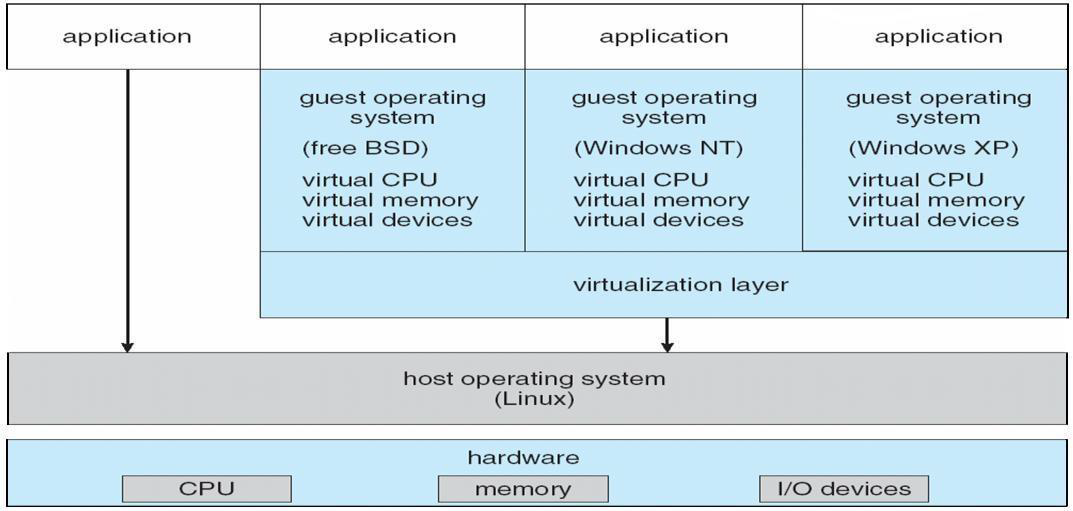 application
application
application
application
guest operating
system
(free BSD)
virtual CPU
virtual memory
virtual devices
guest operating
system
(Windows NT)
virtual CPU
virtual memory
virtual devices
guest operating
system
(Windows XP)
virtual CPU
virtual memory
virtual devices
virtualization layer
host operating system
(Linux)
hardware
CPU
memory
I/O devices